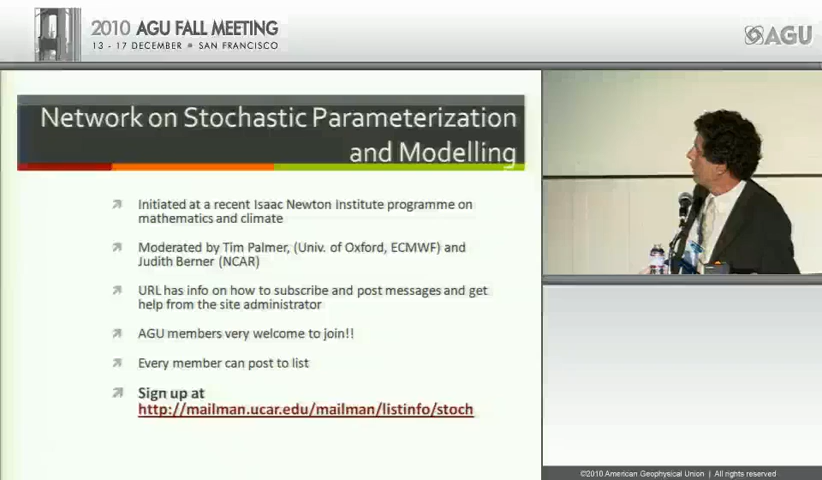 2010 AGU FALL MEETING
13 - 17 DECEMBER SAN FRANCISCO
AGU
Network on Stochastic Parameterization
and Modelling
Initiated at a recent Isaac Newton Institute programme on
mathematics and climate
Moderated by Tim Palmer, (Univ. of Oxford, ECMWF) and
Judith Berner (NCAR)
URL has info on how to subscribe and post messages and get
help from the site administrator
AGU members very welcome to join!!
Every member can post to list
Sign up at
http://mailman.ucar.edu/mailman/listinfo/stoch
©2010 American Geophysical Union | All rights reserved